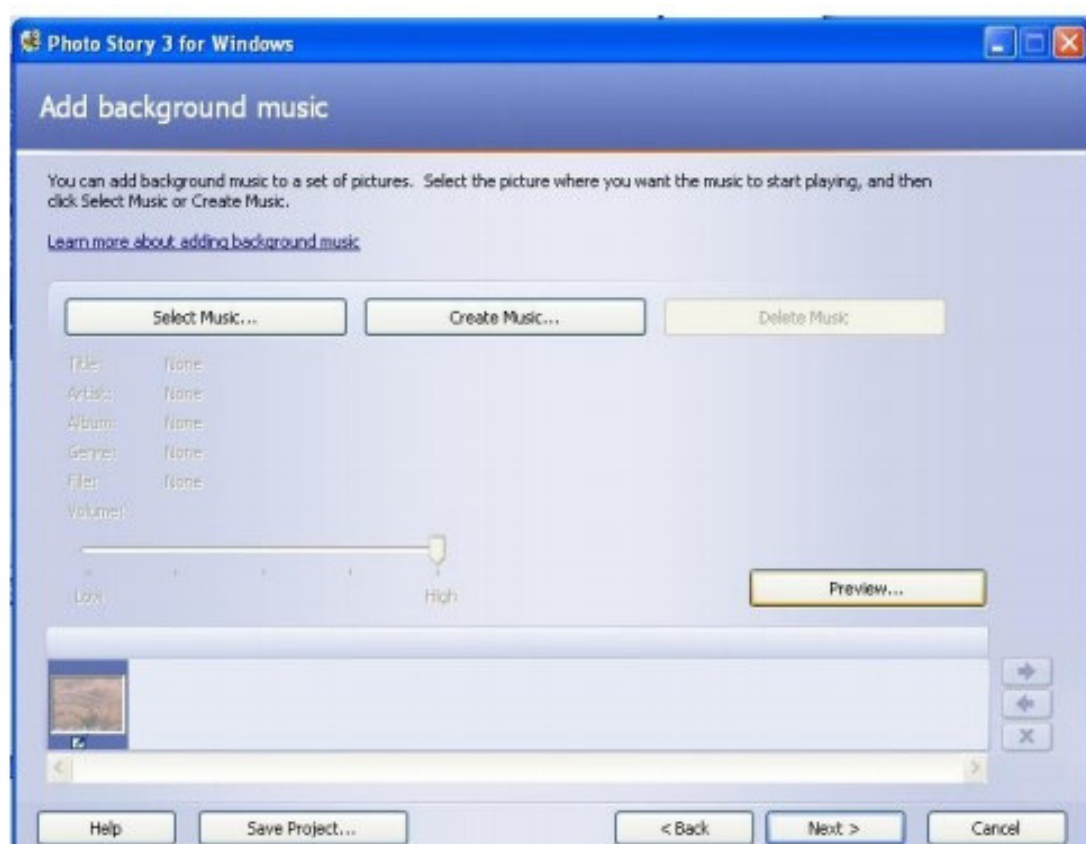 Photo Story 3 for Windows
Add background music
You can add background music to a set of pictures. Select the picture where you want the music to start playing, and then
click Select Music or Create Music.
Learn more about adding background music
Select Music... Create Music... Delete Music
Title: None
Artist: None
Album: None
Genre: None
File: None
Volume:
Low High
Preview...
Help Save Project... < Back Next > Cancel